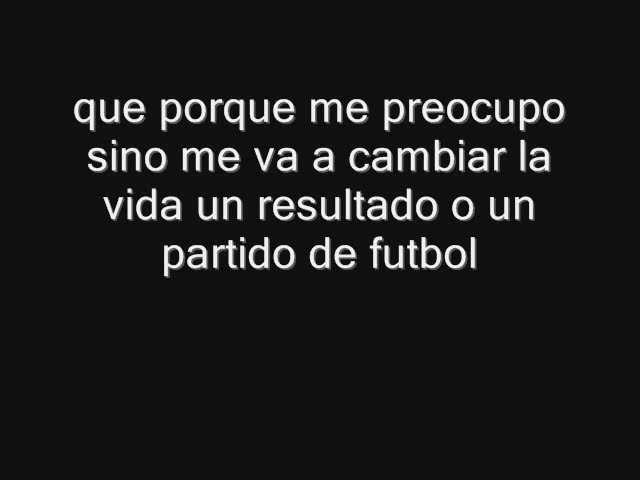 que porque me preocupo
sino me va a cambiar la
vida un resultado o un
partido de futbol